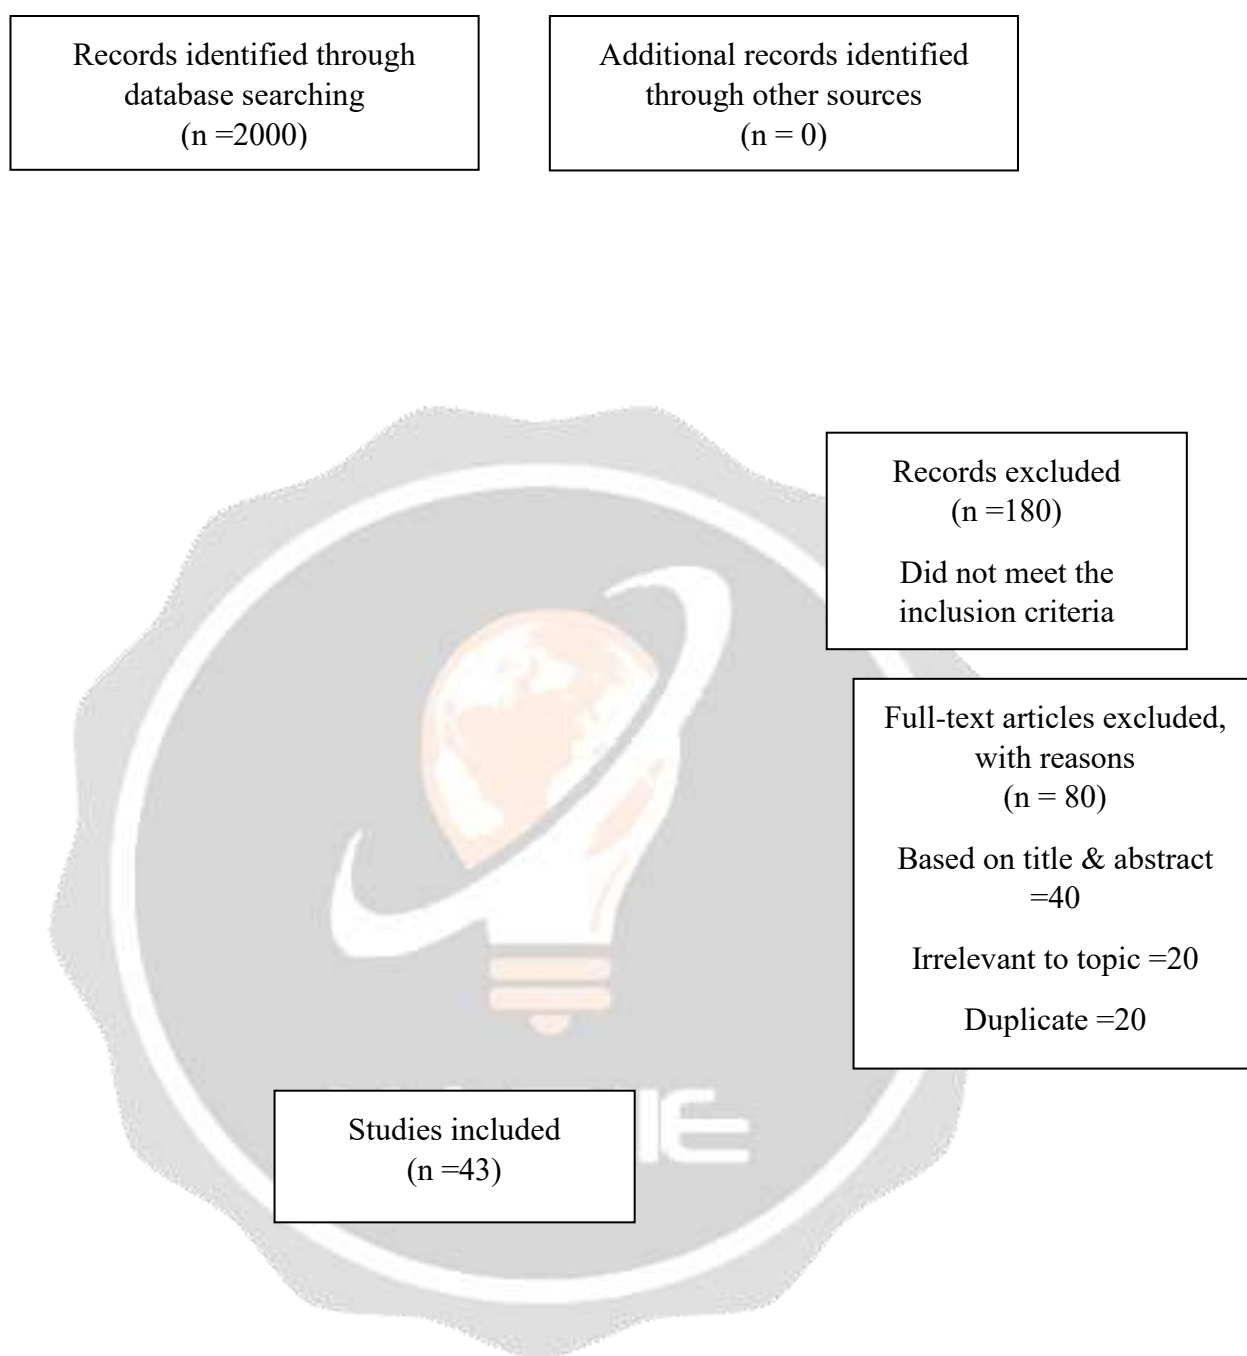 Records identified through
database searching
(n =2000)
Additional records identified
through other sources
(n = 0)
Records excluded
(n =180)
Did not meet the
inclusion criteria
Full-text articles excluded,
with reasons
(n = 80)
Based on title & abstract
=40
Irrelevant to topic =20
Duplicate =20
Studies included
(n =43)